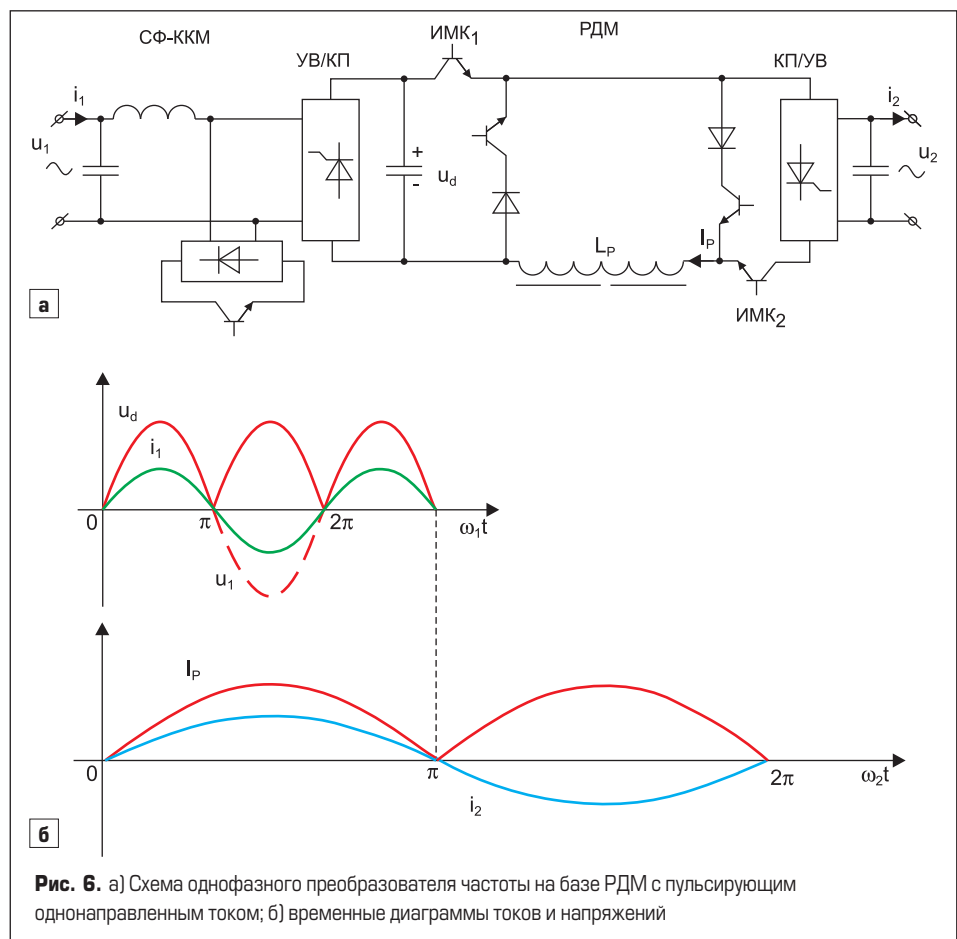 СФ-ККМ
ИМК1
РДМ
УВ/КП
КП/УВ
i1
i2
u1
+
-
ud
u2
LP
IP
ИМК2
а
ud
i1
0
π
2π
ω1t
u1
IP
0
π
2π
ω2t
i2
б
Рис. 6. а) Схема однофазного преобразователя частоты на базе РДМ с пульсирующим
однонаправленным током; б) временные диаграммы токов и напряжений